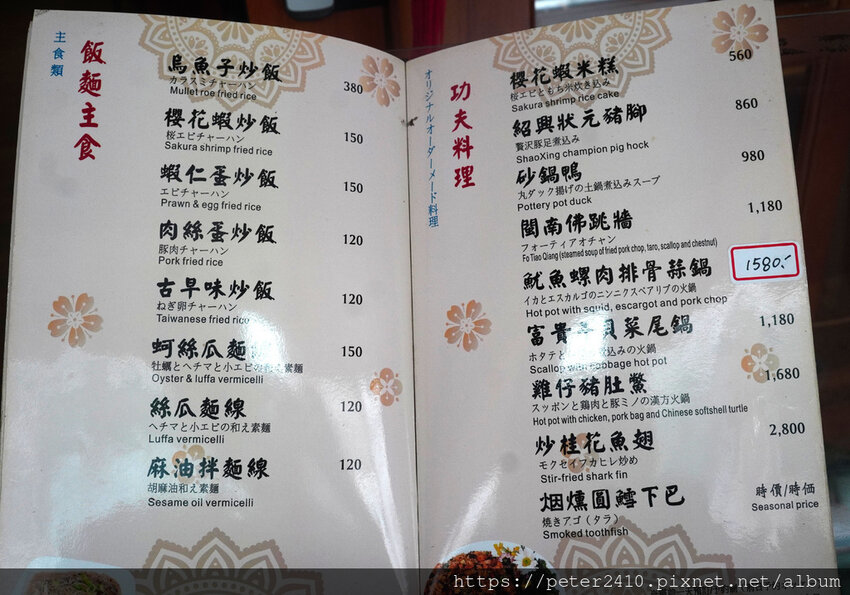 主食類
飯麵主食
烏魚子炒飯 380
カラスミチャーハン
Mullet roe fried rice
櫻花蝦炒飯 150
桜エビチャーハン
Sakura shrimp fried rice
蝦仁蛋炒飯 150
エビチャーハン
Prawn & egg fried rice
肉絲蛋炒飯 120
豚肉チャーハン
Pork fried rice
古早味炒飯 120
ねぎ卵チャーハン
Taiwanese fried rice
蚵絲瓜麵 150
牡蠣とヘチマと小エビの和え素麺
Oyster & luffa vermicelli
絲瓜麵線 120
ヘチマと小エビの和え素麺
Luffa vermicelli
麻油拌麵線 120
胡麻油和え素麺
Sesame oil vermicelli
オリジナルオーダーメード料理
功夫料理
櫻花蝦米糕 560
桜エビともち米炊き込み
Sakura shrimp rice cake
紹興狀元豬腳 860
贅沢豚足煮込み
ShaoXing champion pig hock
砂鍋鴨 980
丸ダック揚げの土鍋煮込みスープ
Pottery pot duck
閩南佛跳牆 1,180
フォーティアオチャン
Fo Tiao Qiang (steamed soup of fried pork chop, taro, scallop and chestnut)
魷魚螺肉排骨蒜鍋 1580.-
イカとエスカルゴのニンニクスペアリブの火鍋
Hot pot with squid, escargot and pork chop
富貴 貝菜尾鍋 1,180
ホタテと 煮込みの火鍋
Scallop with cabbage hot pot
雞仔豬肚鱉 1,680
スッポンと鶏肉と豚ミノの漢方火鍋
Hot pot with chicken, pork bag and Chinese softshell turtle
炒桂花魚翅 2,800
モクセイフカヒレ炒め
Stir-fried shark fin
烟燻圓鱈下巴 時價/時価
焼きアゴ（タラ） Seasonal price
Smoked toothfish
https://peter2410.pixnet.net/album